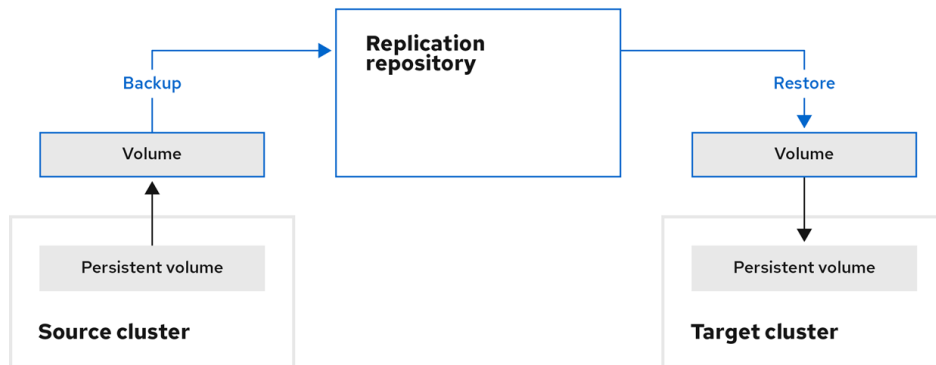 Replication
repository
Backup
Restore
Volume
Volume
Persistent volume
Persistent volume
Source cluster
Target cluster